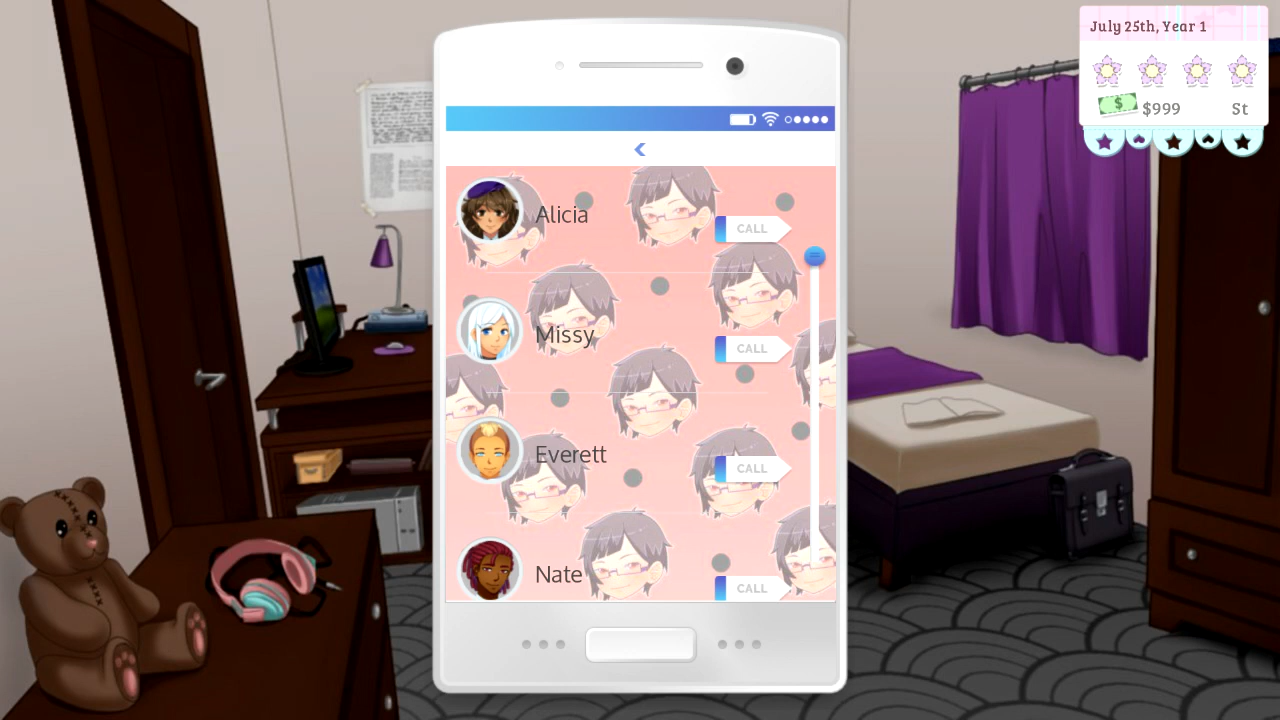 July 25th, Year 1
$
$999
St
Alicia
CALL
Missy
CALL
Everett
CALL
Nate
CALL